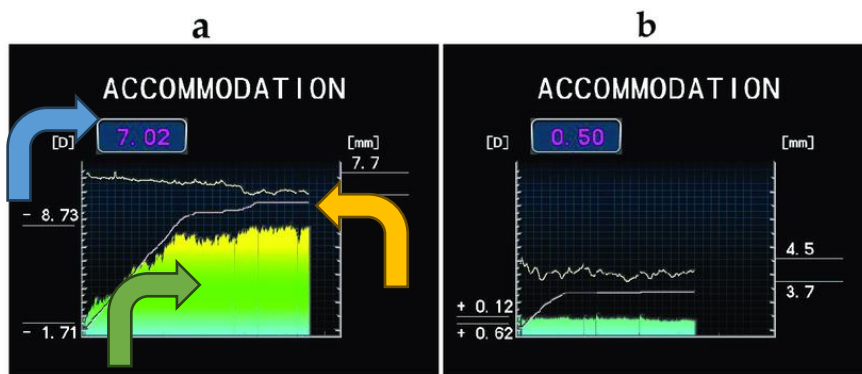 a
ACCOMMODATION
7.02
[D]
[mm]
7.7
- 8.73
- 1.71
b
ACCOMMODATION
0.50
[D]
[mm]
4.5
3.7
+ 0.12
+ 0.62